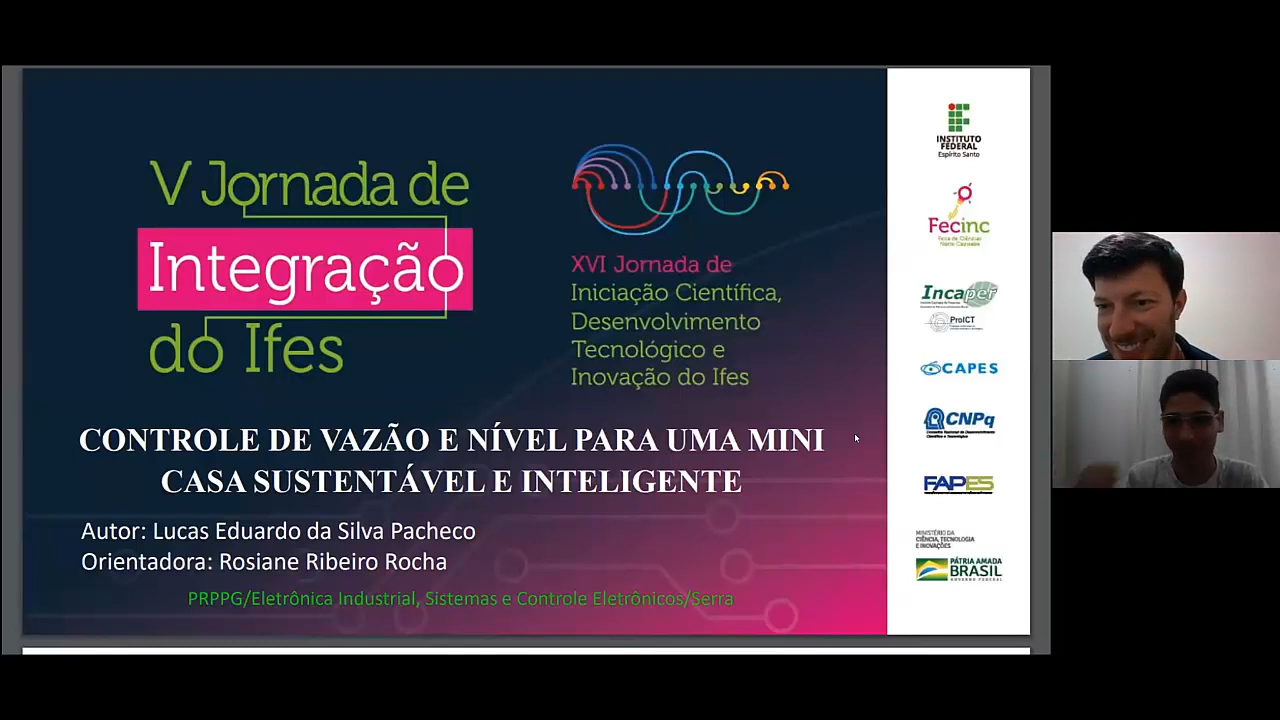 V Jornada de
Integração
do Ifes
XVI Jornada de
Iniciação Científica,
Desenvolvimento
Tecnológico e
Inovação do Ifes
CONTROLE DE VAZÃO E NÍVEL PARA UMA MINI
CASA SUSTENTÁVEL E INTELIGENTE
Autor: Lucas Eduardo da Silva Pacheco
Orientadora: Rosiane Ribeiro Rocha
PRPPG/Eletrônica Industrial, Sistemas e Controle Eletrônicos/Serra
INSTITUTO
FEDERAL
Espírito Santo
Fecinc
Incaper
ProICT
CAPES
CNPq
FAPES
MINISTÉRIO DA
CIÊNCIA, TECNOLOGIA
E INOVAÇÕES
PÁTRIA AMADA
BRASIL
GOVERNO FEDERAL